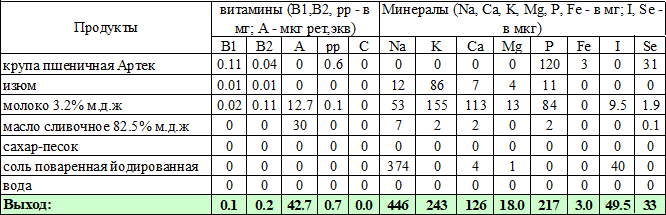 Продукты
витамины (B1,B2, pp - в мг; A - мкг рет,экв)
Минералы (Na, Ca, K, Mg, P, Fe - в мг; I, Se - в мкг)
B1 B2 A pp C Na K Ca Mg P Fe I Se
крупа пшеничная Артек 0.11 0.04 0 0.6 0 0 0 0 0 120 3 0 31
изюм 0.01 0.01 0 0 0 12 86 7 4 11 0 0 0
молоко 3.2% м.д.ж 0.02 0.11 12.7 0.1 0 53 155 113 13 84 0 9.5 1.9
масло сливочное 82.5% м.д.ж 0 0 30 0 0 7 2 2 0 2 0 0 0.1
сахар-песок 0 0 0 0 0 0 0 0 0 0 0 0 0
соль поваренная йодированная 0 0 0 0 0 374 0 4 1 0 0 40 0
вода 0 0 0 0 0 0 0 0 0 0 0 0 0
Выход: 0.1 0.2 42.7 0.7 0.0 446 243 126 18.0 217 3.0 49.5 33